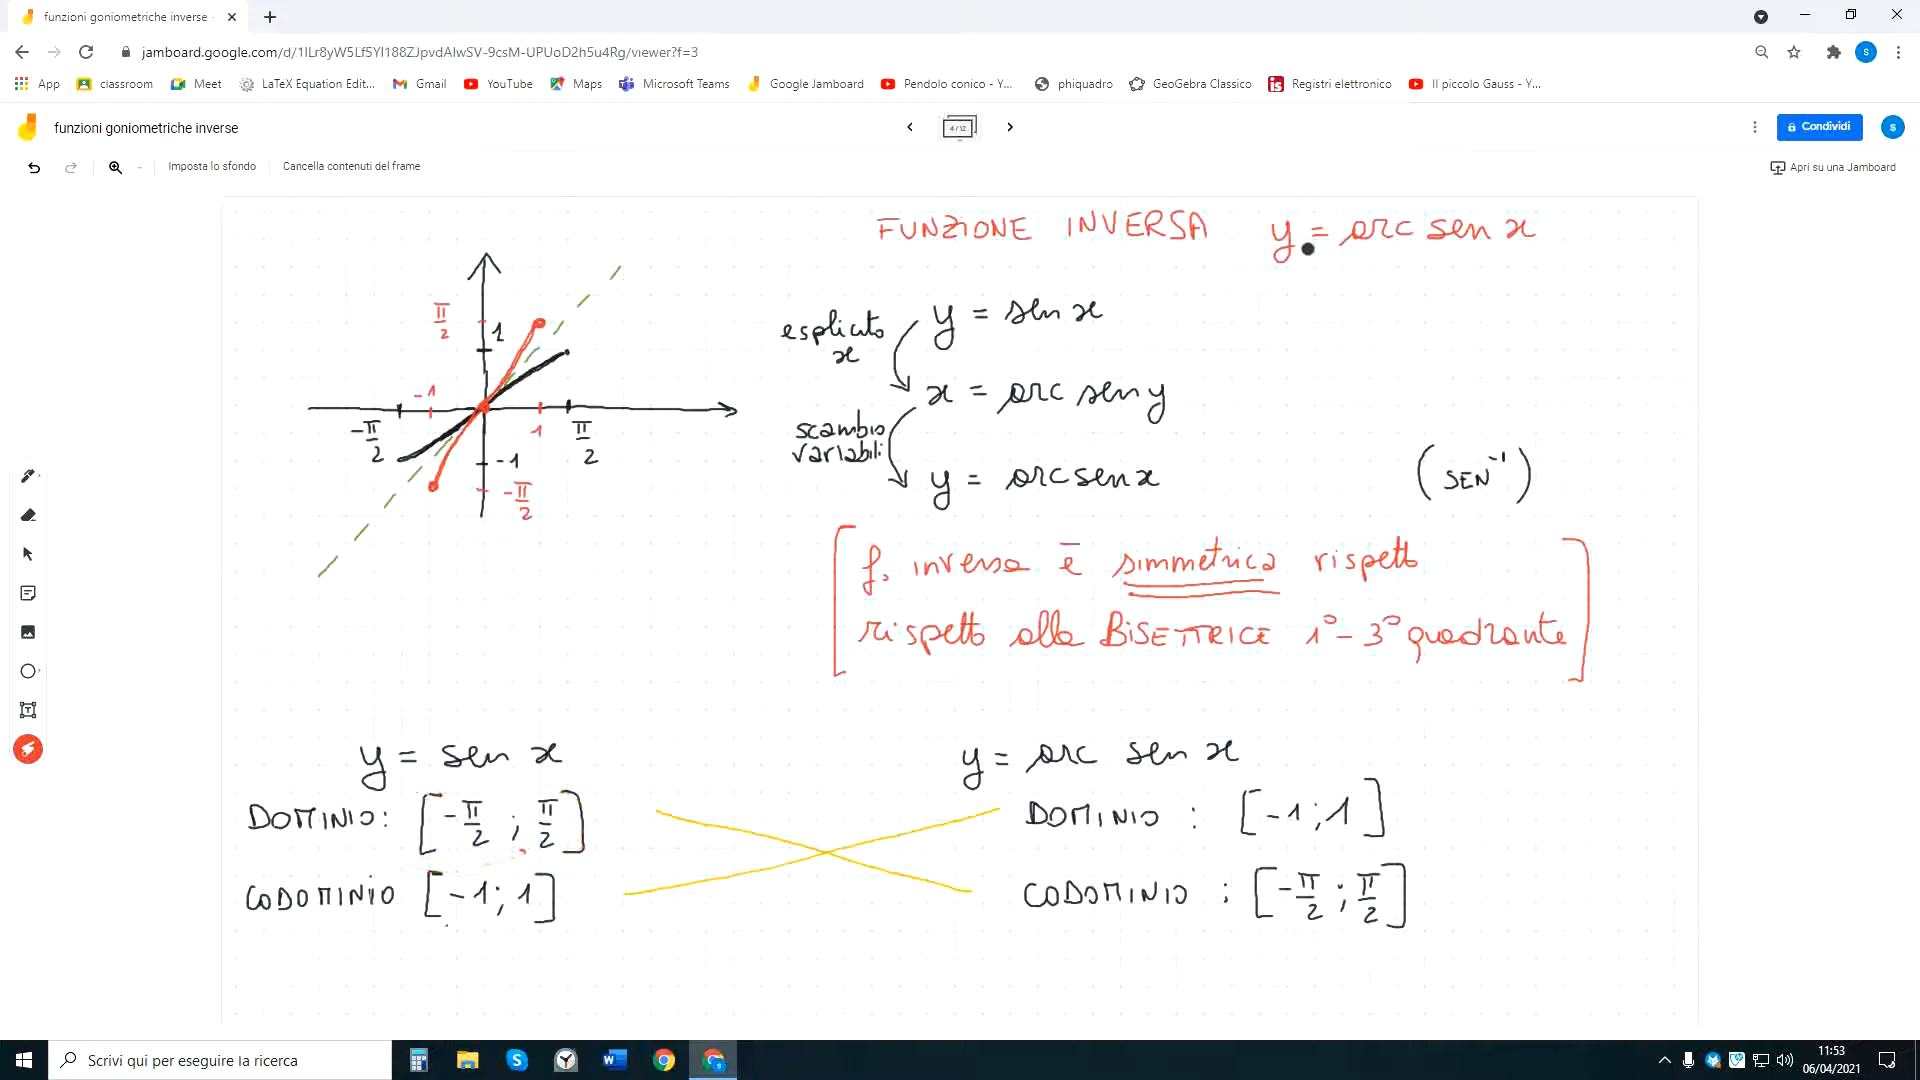 funzioni goniometriche inverse
jamboard.google.com/d/1ILr8yW5Lf5Yl188ZJpvdAlwSV-9csM-UPUoD2h5u4Rg/viewer?f=3
App classroom Meet LaTeX Equation Edit... Gmail YouTube Maps Microsoft Teams Google Jamboard Pendolo conico - Y... phiquadro GeoGebra Classico Registri elettronico Il piccolo Gauss - Y...
funzioni goniometriche inverse
4 / 12
Condividi
S
Imposta lo sfondo Cancella contenuti del frame
Apri su una Jamboard
FUNZIONE INVERSA y = arc sen x
π/2
1
-1
-π/2
1
π/2
-1
-π/2
esplicito x
y = sen x
x = arc sen y
scambio variabili
y = arcsen x
(SEN⁻¹)
f. inversa è simmetrica rispetto
rispetto alla BISETTRICE 1° - 3° quadrante
y = sen x
DOMINIO: [-π/2 ; π/2]
CODOMINIO [-1 ; 1]
y = arc sen x
DOMINIO : [-1 ; 1]
CODOMINIO : [-π/2 ; π/2]
Scrivi qui per eseguire la ricerca
11:53
06/04/2021